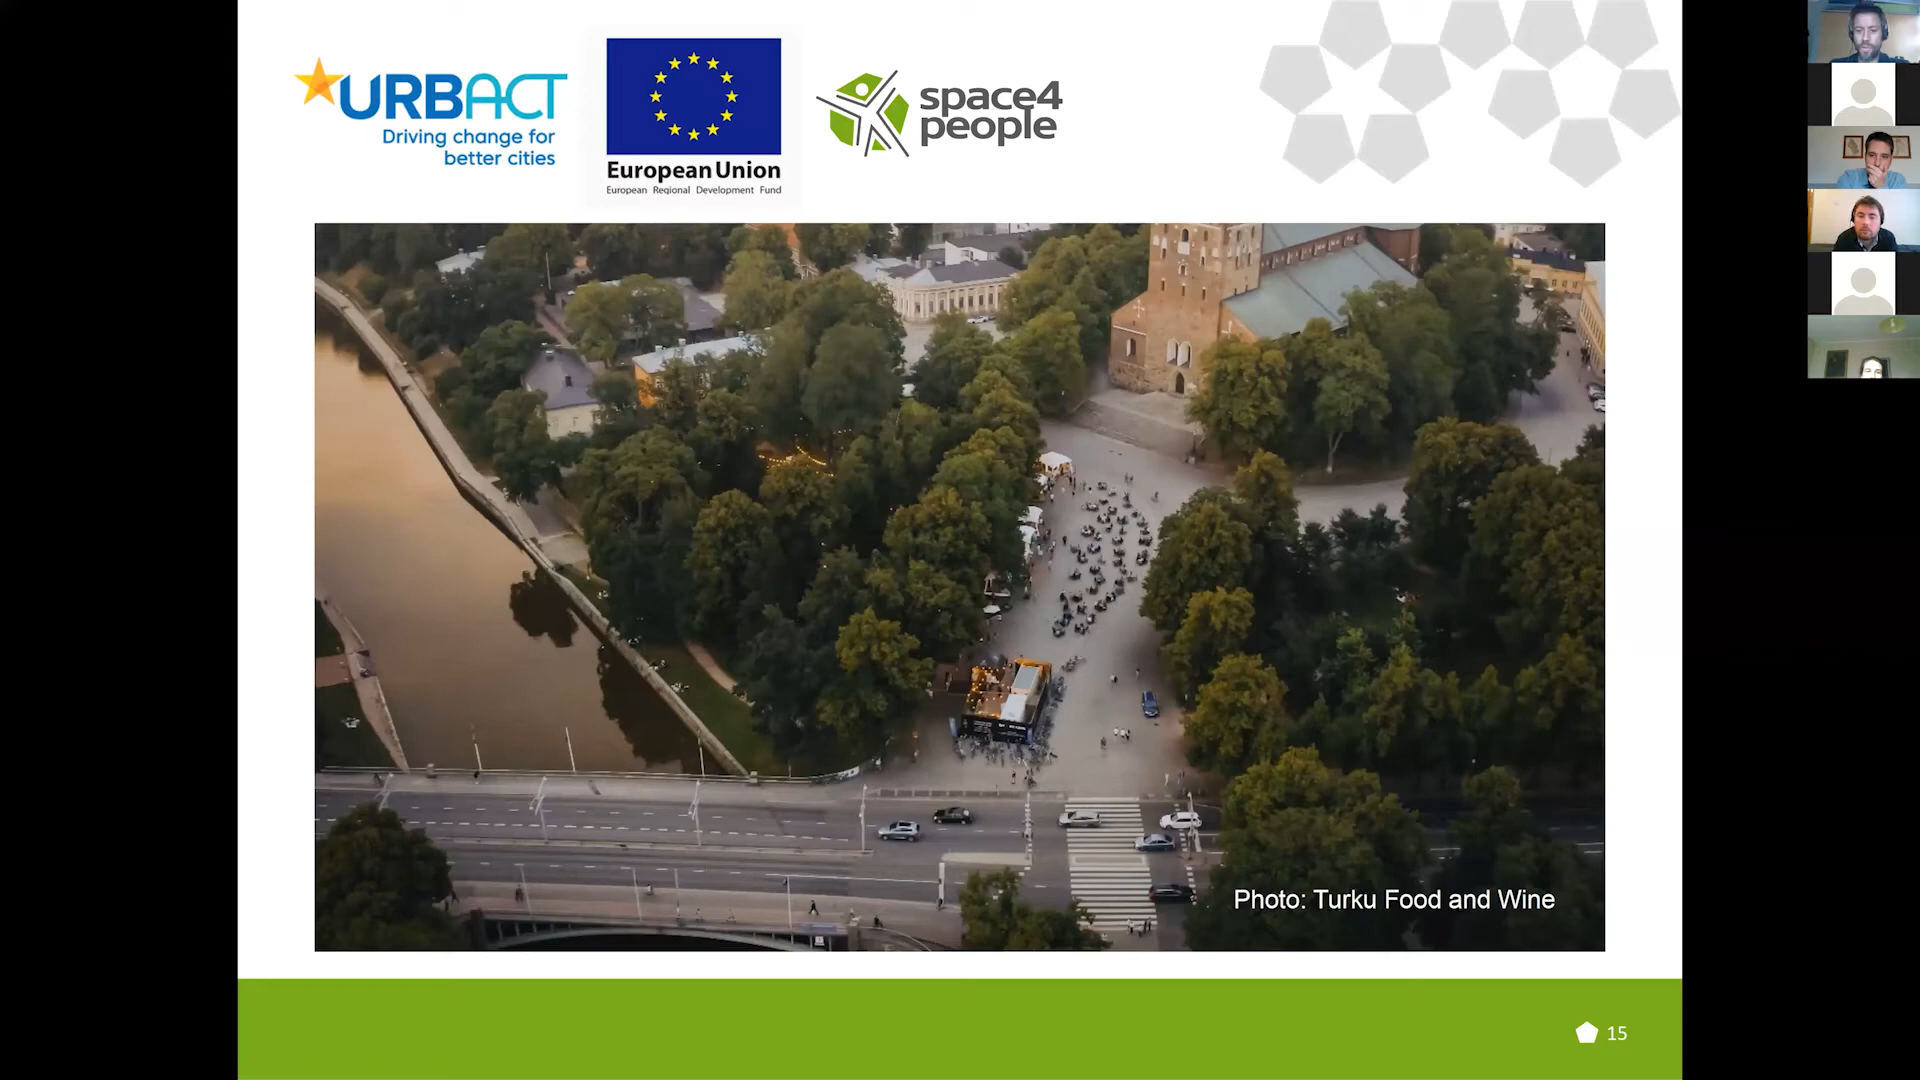 URBACT
Driving change for
better cities
European Union
European Regional Development Fund
space4
people
Photo: Turku Food and Wine
15